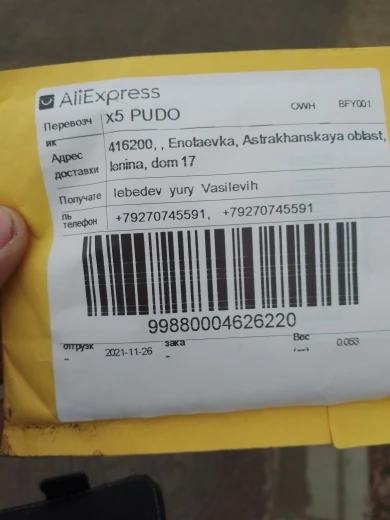 AliExpress
Перевозч
ик
x5 PUDO
OWH
BFY001
Адрес
доставки
416200, , Enotaevka, Astrakhanskaya oblast,
lenina, dom 17
Получате
ль
lebedev yury Vasilevih
телефон
+79270745591, +79270745591
99880004626220
отгрузк
2021-11-26
зака
Вес
0.053